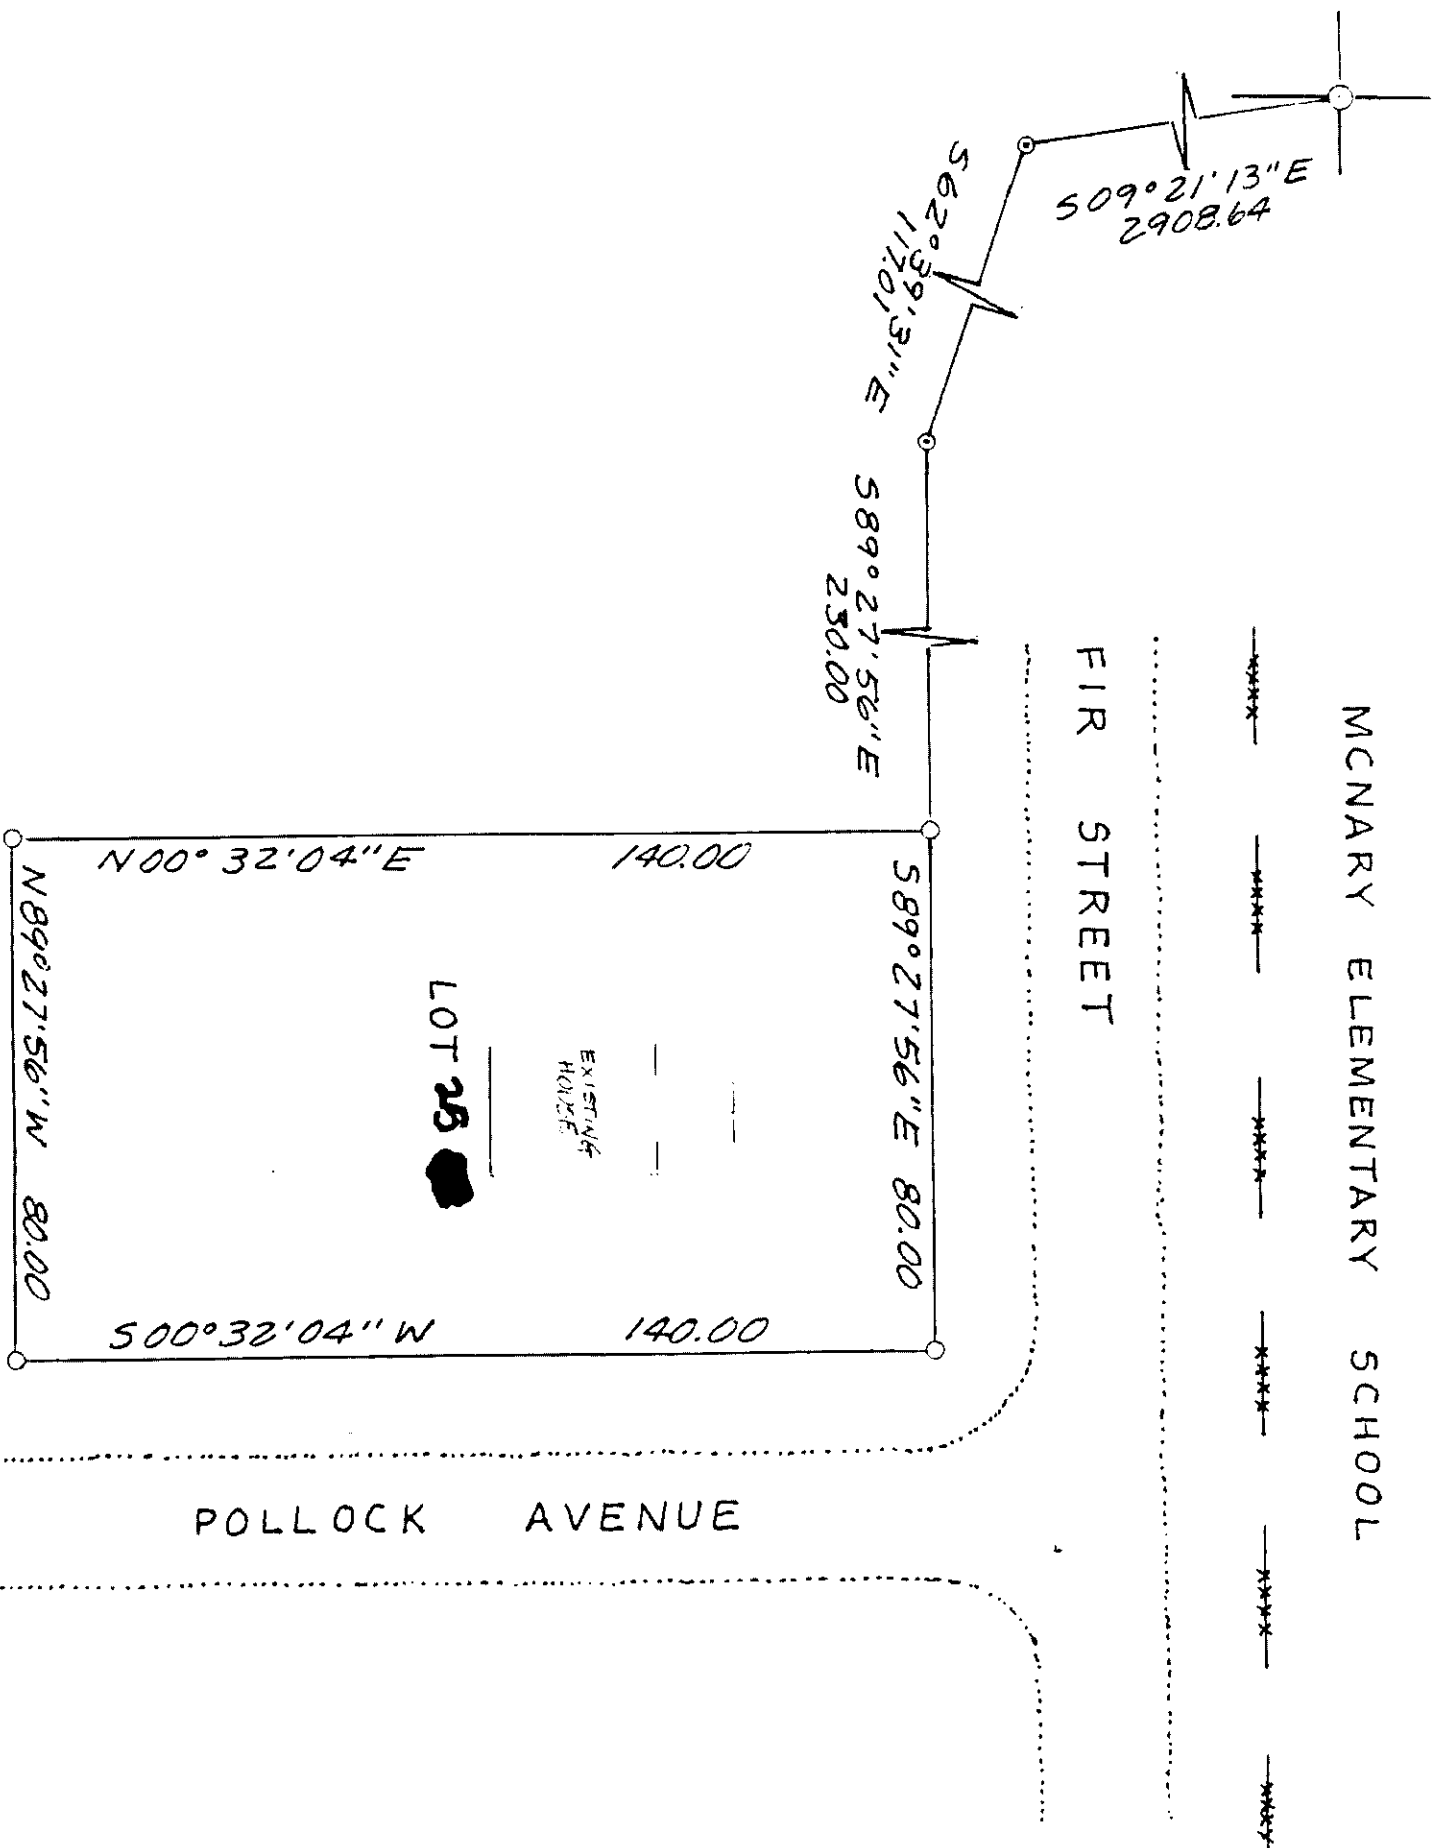 MCNARY ELEMENTARY SCHOOL
FIR STREET
S09°21'13"E
2908.64
S62°39'31"E
117.01
S89°27'56"E
230.00
S89°27'56"E 80.00
N00°32'04"E 140.00
EXISTING
HOUSE
LOT 25
S00°32'04"W 140.00
N89°27'56"W 80.00
POLLOCK AVENUE